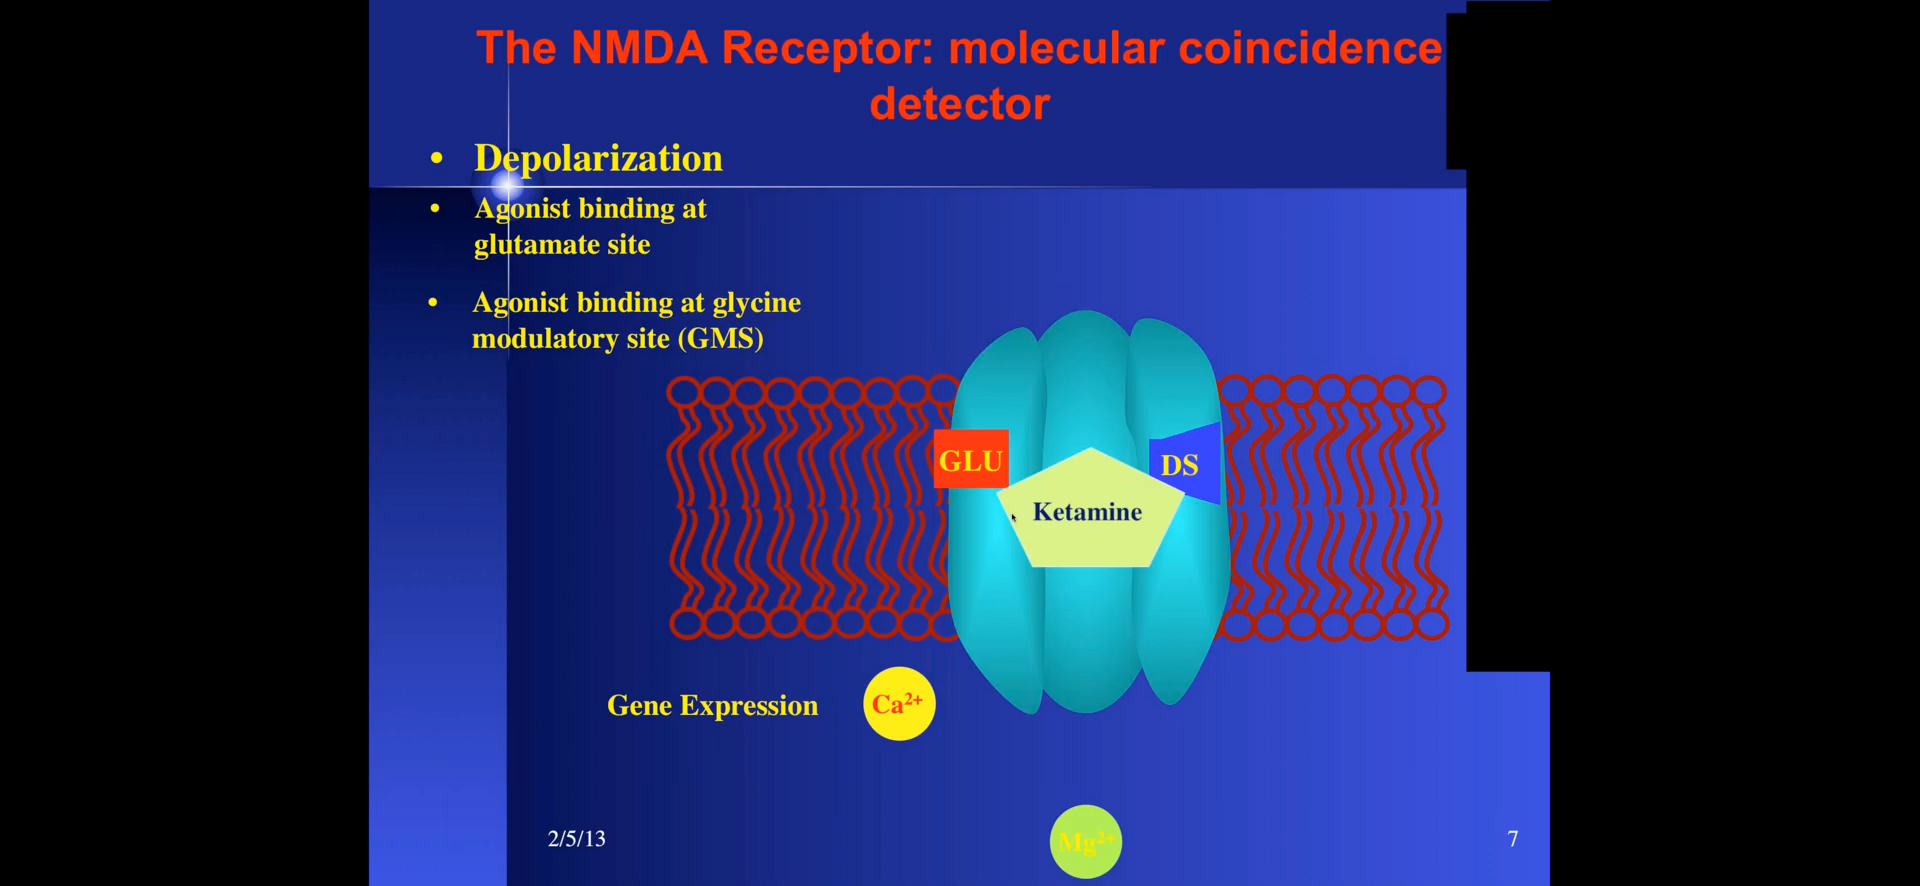 The NMDA Receptor: molecular coincidence
detector
• Depolarization
• Agonist binding at
glutamate site
• Agonist binding at glycine
modulatory site (GMS)
GLU
DS
Ketamine
Gene Expression
Ca²⁺
2/5/13
Mg²⁺
7